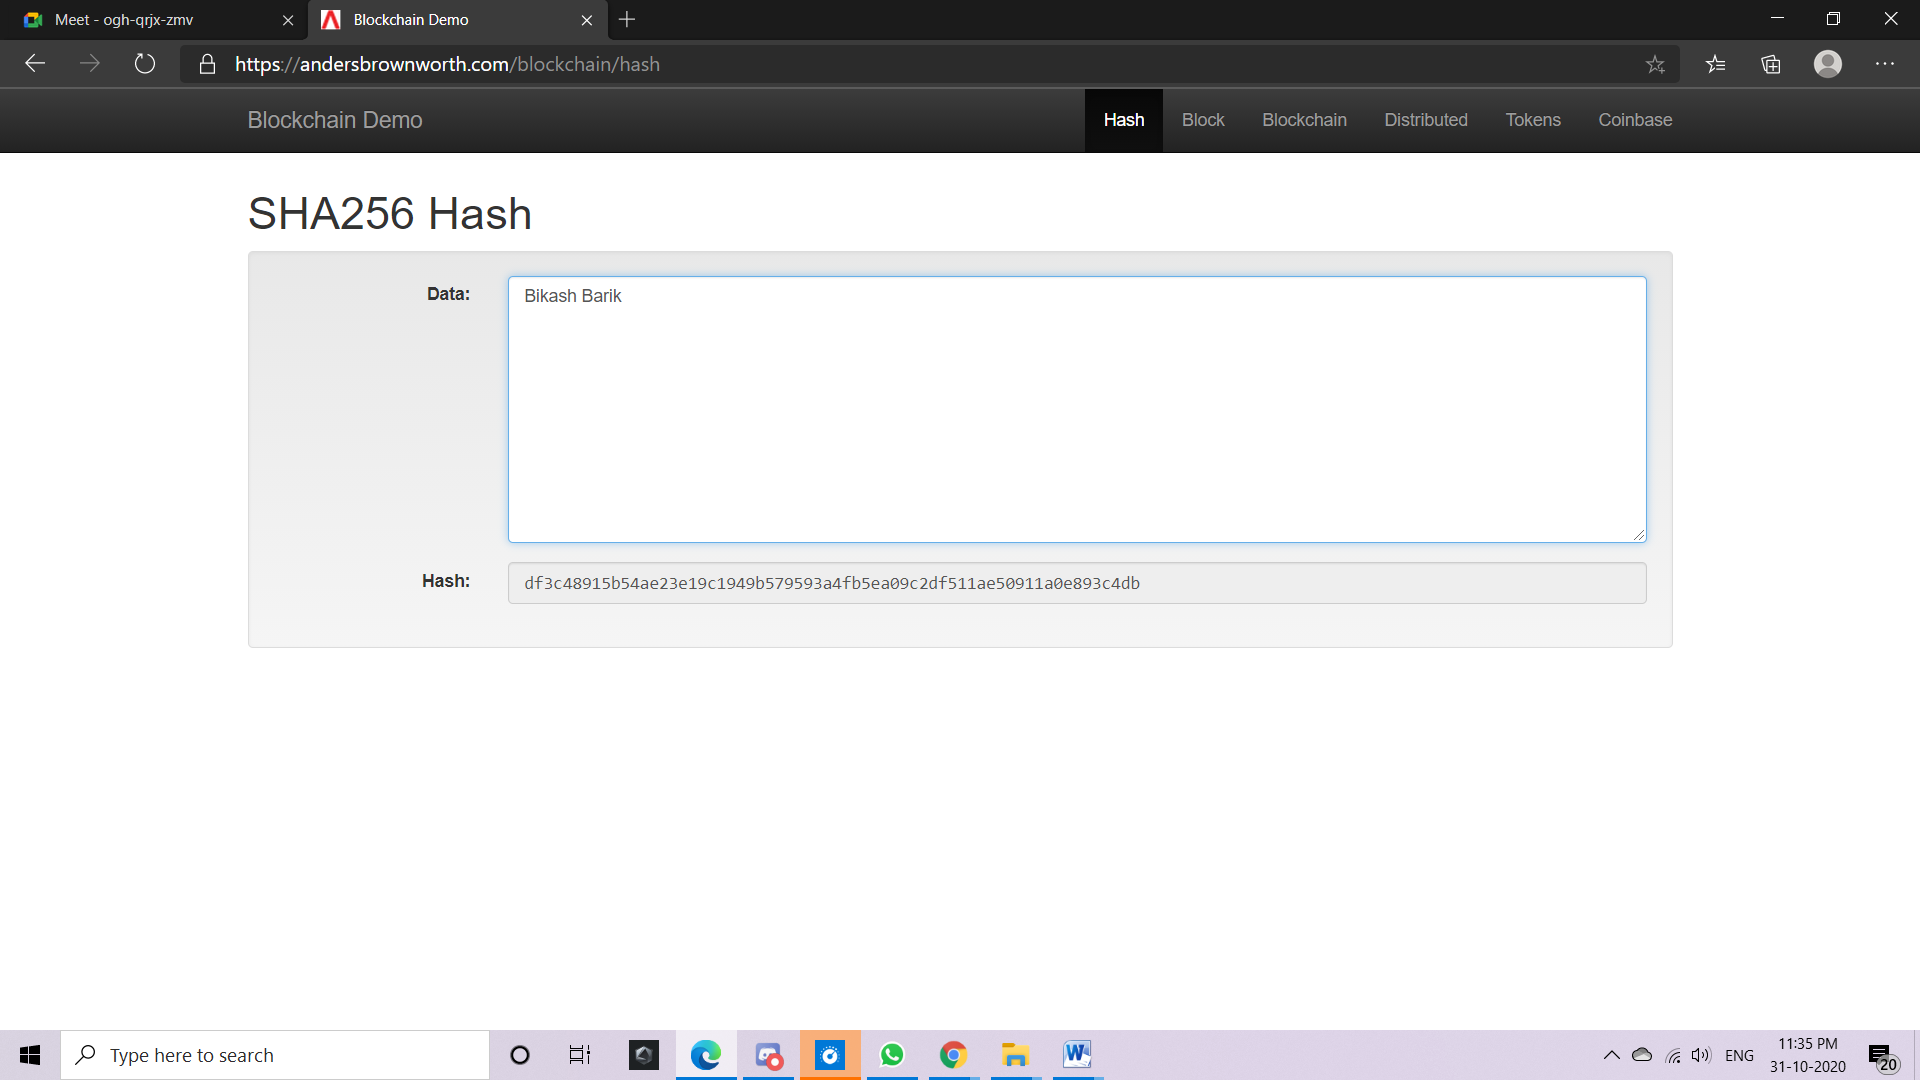 Meet - ogh-qrjx-zmv
Blockchain Demo
https://andersbrownworth.com/blockchain/hash
Blockchain Demo
Hash
Block
Blockchain
Distributed
Tokens
Coinbase
SHA256 Hash
Data:
Bikash Barik
Hash:
df3c48915b54ae23e19c1949b579593a4fb5ea09c2df511ae50911a0e893c4db
Type here to search
ENG
11:35 PM
31-10-2020
20